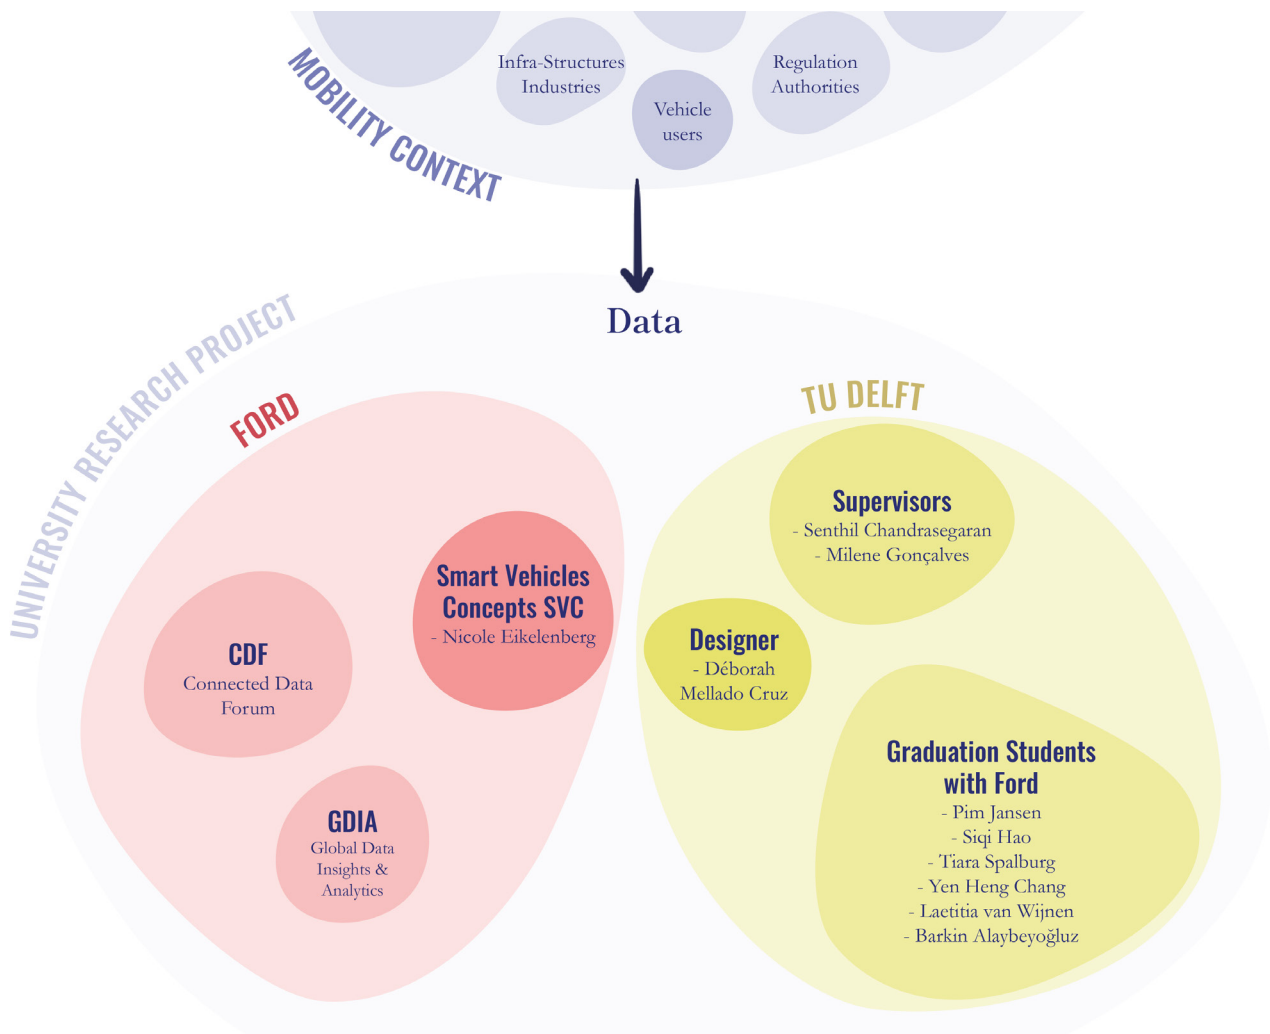 Infra-Structures
Industries
Regulation
Authorities
Vehicle
users
MOBILITY CONTEXT
Data
UNIVERSITY RESEARCH PROJECT
FORD
Smart Vehicles
Concepts SVC
- Nicole Eikelenberg
CDF
Connected Data
Forum
GDIA
Global Data
Insights &
Analytics
TU DELFT
Supervisors
- Senthil Chandrasegaran
- Milene Gonçalves
Designer
- Déborah
Mellado Cruz
Graduation Students
with Ford
- Pim Jansen
- Siqi Hao
- Tiara Spalburg
- Yen Heng Chang
- Laetitia van Wijnen
- Barkin Alaybeyoğluz